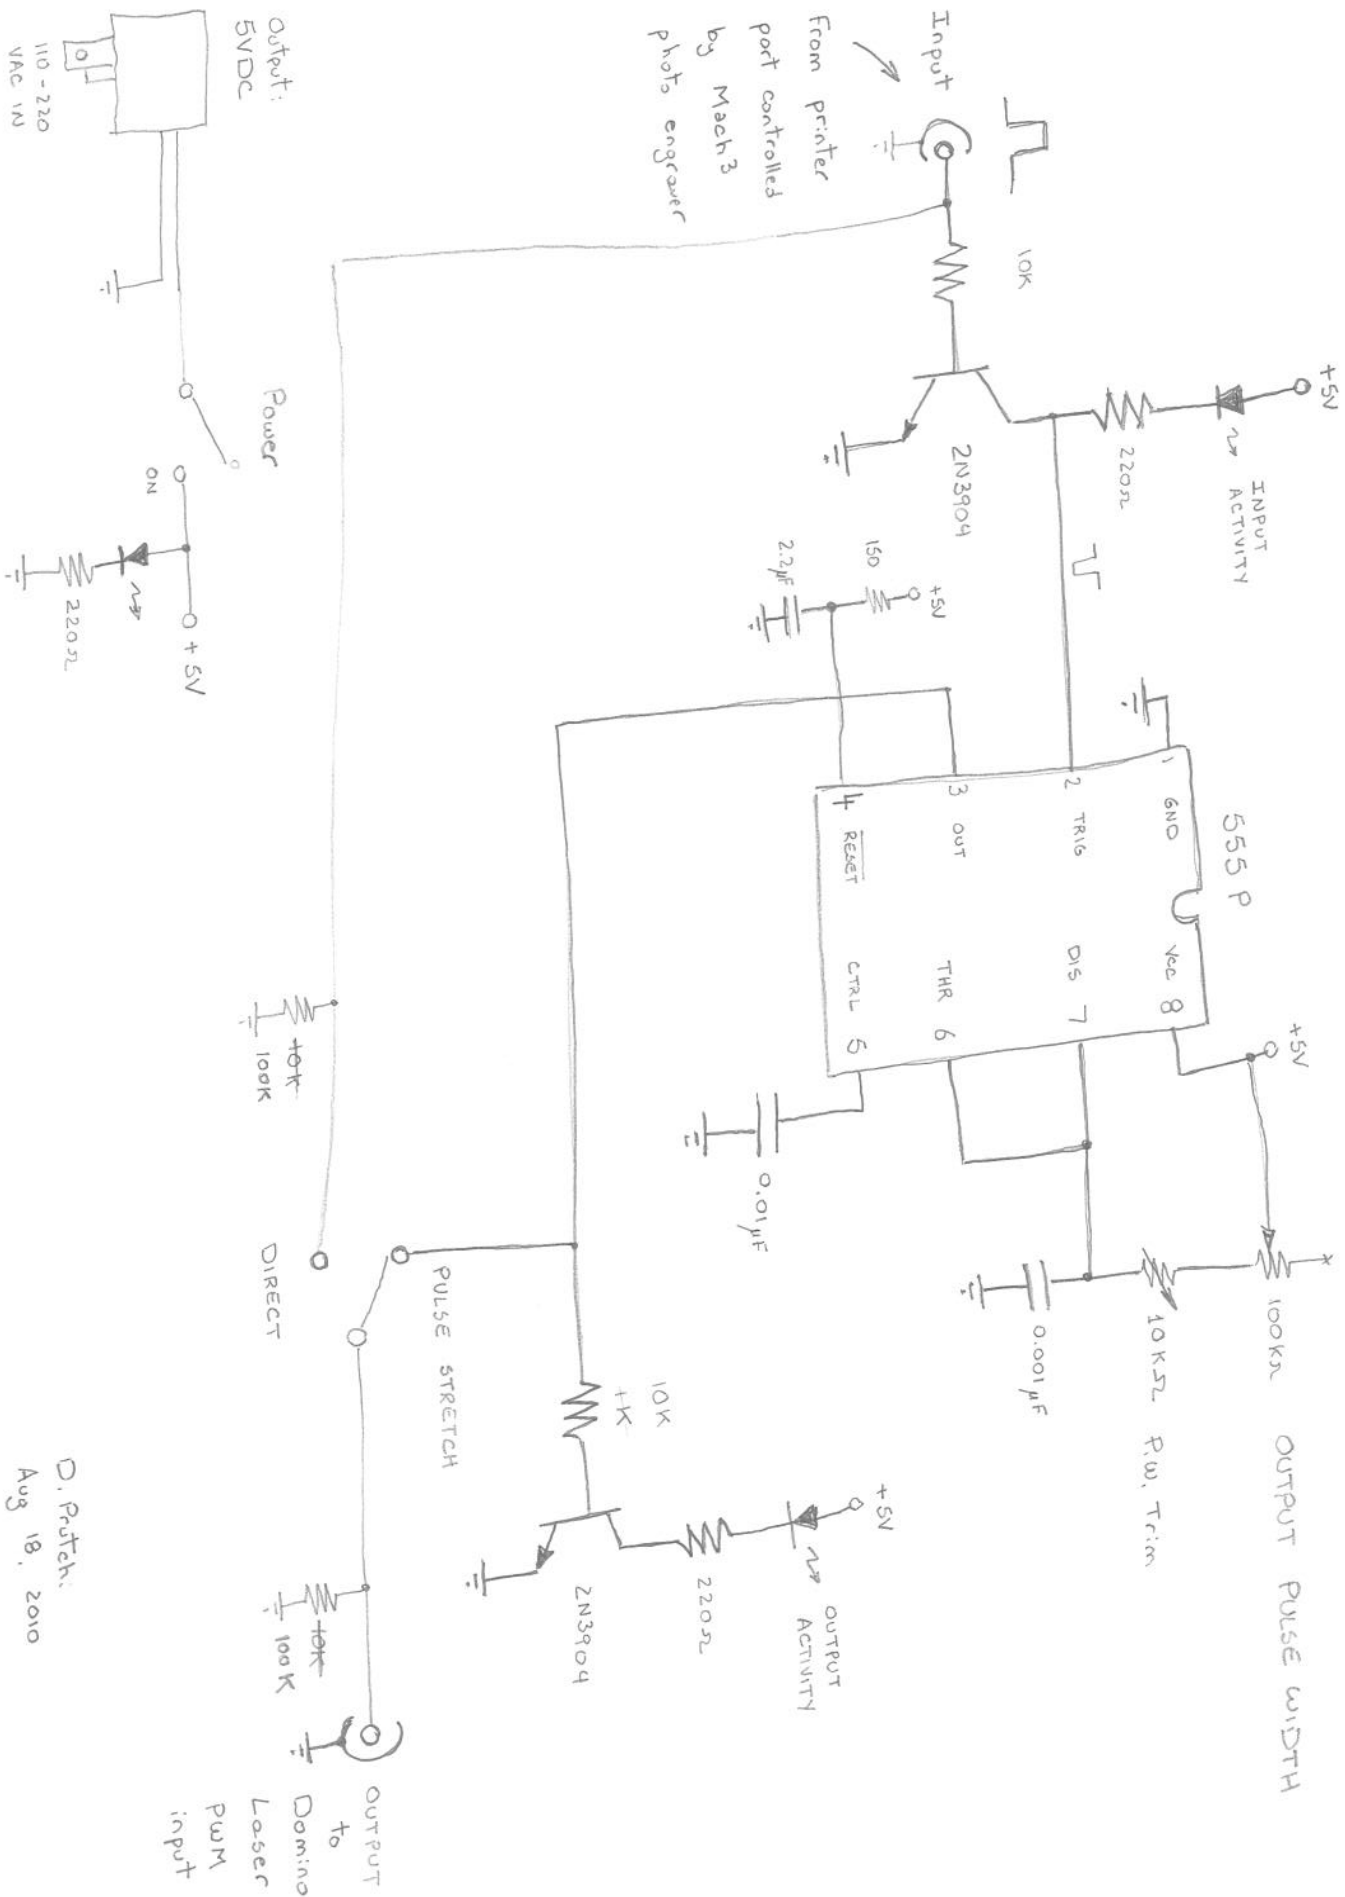 +5V
INPUT
ACTIVITY
220Ω
Input
From printer
port controlled
by Mach3
photo engraver
10K
2N3904
+5V
150
2.2μF
555P
1 GND
2 TRIG
3 OUT
4 RESET
Vcc 8
DIS 7
THR 6
CTRL 5
+5V
100KΩ OUTPUT PULSE WIDTH
10KΩ P.W. Trim
0.001μF
0.01μF
+5V
OUTPUT
ACTIVITY
220Ω
10K
1K
2N3904
PULSE STRETCH
DIRECT
10K
100K
10K
100K
OUTPUT
to
Domino
Laser
PWM
input
Output:
5VDC
110-220
VAC IN
Power
ON
+5V
220Ω
D. Prutchi
Aug 18, 2010